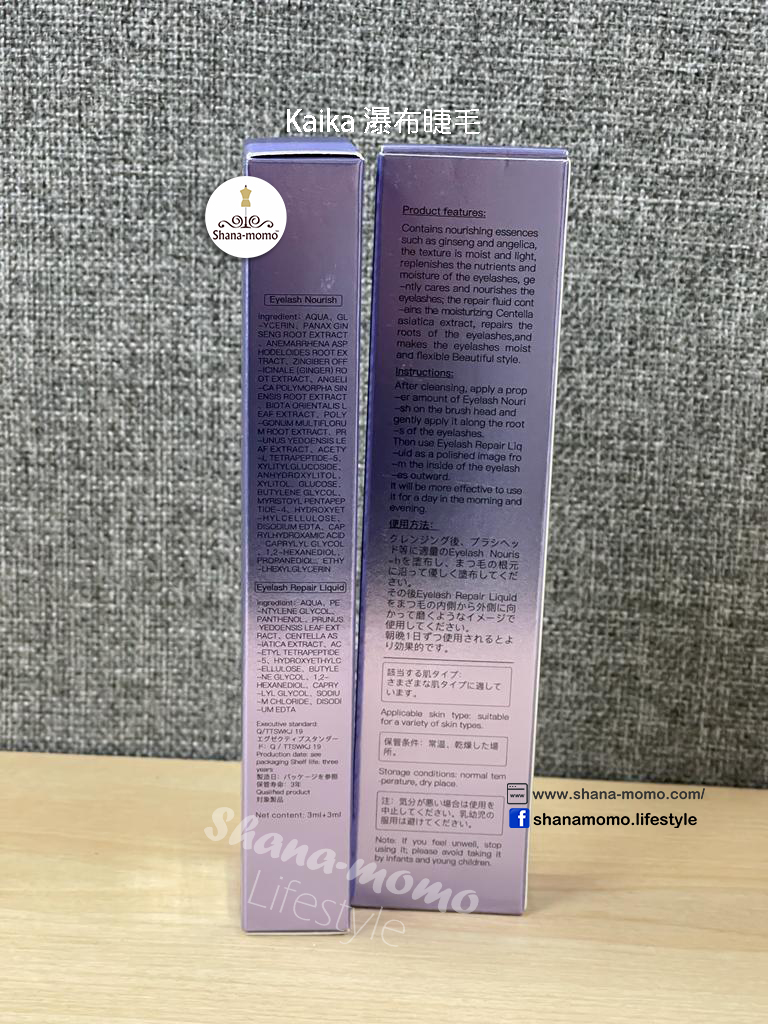 Kaika 瀑布睫毛
Shana-momo™
Eyelash Nourish
Ingredient: AQUA, GL
-YCERIN, PANAX GIN
SENG ROOT EXTRACT
, ANEMARRHENA ASP
HODELOIDES ROOT EX
TRACT, ZINGIBER OFF
-ICINALE (GINGER) RO
OT EXTRACT, ANGELI
-CA POLYMORPHA SIN
ENSIS ROOT EXTRACT
, BIOTA ORIENTALIS L
EAF EXTRACT, POLY
-GONUM MULTIFLORU
M ROOT EXTRACT, PR
-UNUS YEDOENSIS LE
AF EXTRACT, ACETY
-L TETRAPEPTIDE-5,
XYLITYLGLUCOSIDE,
ANHYDROXYLITOL,
XYLITOL, GLUCOSE,
BUTYLENE GLYCOL,
MYRISTOYL PENTAPEP
TIDE-4, HYDROXYET
-HYLCELLULOSE,
DISODIUM EDTA, CAP
RYLHYDROXAMIC ACID
, CAPRYLYL GLYCOL
, 1,2-HEXANEDIOL,
PROPANEDIOL, ETHY
-LHEXYLGLYCERIN
Eyelash Repair Liquid
Ingredient: AQUA, PE
-NTYLENE GLYCOL,
PANTHENOL, PRUNUS
YEDOENSIS LEAF EXT
RACT, CENTELLA AS
-IATICA EXTRACT, AC
-ETYL TETRAPEPTIDE
-5, HYDROXYETHYLC
-ELLULOSE, BUTYLE
-NE GLYCOL, 1,2-
HEXANEDIOL, CAPRY
-LYL GLYCOL, SODIU
-M CHLORIDE, DISODI
-UM EDTA
Executive standard:
Q/TTSWKJ 19
エグゼクティブスタンダー
ド: Q / TTSWKJ 19
Production date: see
packaging Shelf life: three
years
製造日: パッケージを参照
保管寿命: 3年
Qualified product
対象製品
Net content: 3ml+3ml
Product features:
Contains nourishing essences
such as ginseng and angelica,
the texture is moist and light,
replenishes the nutrients and
moisture of the eyelashes, ge
-ntly cares and nourishes the
eyelashes; the repair fluid cont
-ains the moisturizing Centella
asiatica extract, repairs the
roots of the eyelashes,and
makes the eyelashes moist
and flexible Beautiful style.
Instructions:
After cleansing, apply a prop
-er amount of Eyelash Nouri
-sh on the brush head and
gently apply it along the root
-s of the eyelashes.
Then use Eyelash Repair Liq
-uid as a polished image fro
-m the inside of the eyelash
-es outward.
It will be more effective to use
it for a day in the morning and
evening.
使用方法:
クレンジング後、ブラシヘッ
ド等に適量のEyelash Nouris
-hを塗布し、まつ毛の根元
に沿って優しく塗布してくだ
さい。
その後Eyelash Repair Liquid
をまつ毛の内側から外側に向
かって磨くようなイメージで
使用してください。
朝晩1日ずつ使用されるとよ
り効果的です。
該当する肌タイプ:
さまざまな肌タイプに適して
います。
Applicable skin type: suitable
for a variety of skin types.
保管条件: 常温、乾燥した場
所。
Storage conditions: normal tem
-perature, dry place.
注: 気分が悪い場合は使用を
中止してください。乳幼児の
服用は避けてください。
Note: If you feel unwell, stop
using it; please avoid taking it
by infants and young children.
www.shana-momo.com/
shanamomo.lifestyle
Shana-momo
Lifestyle